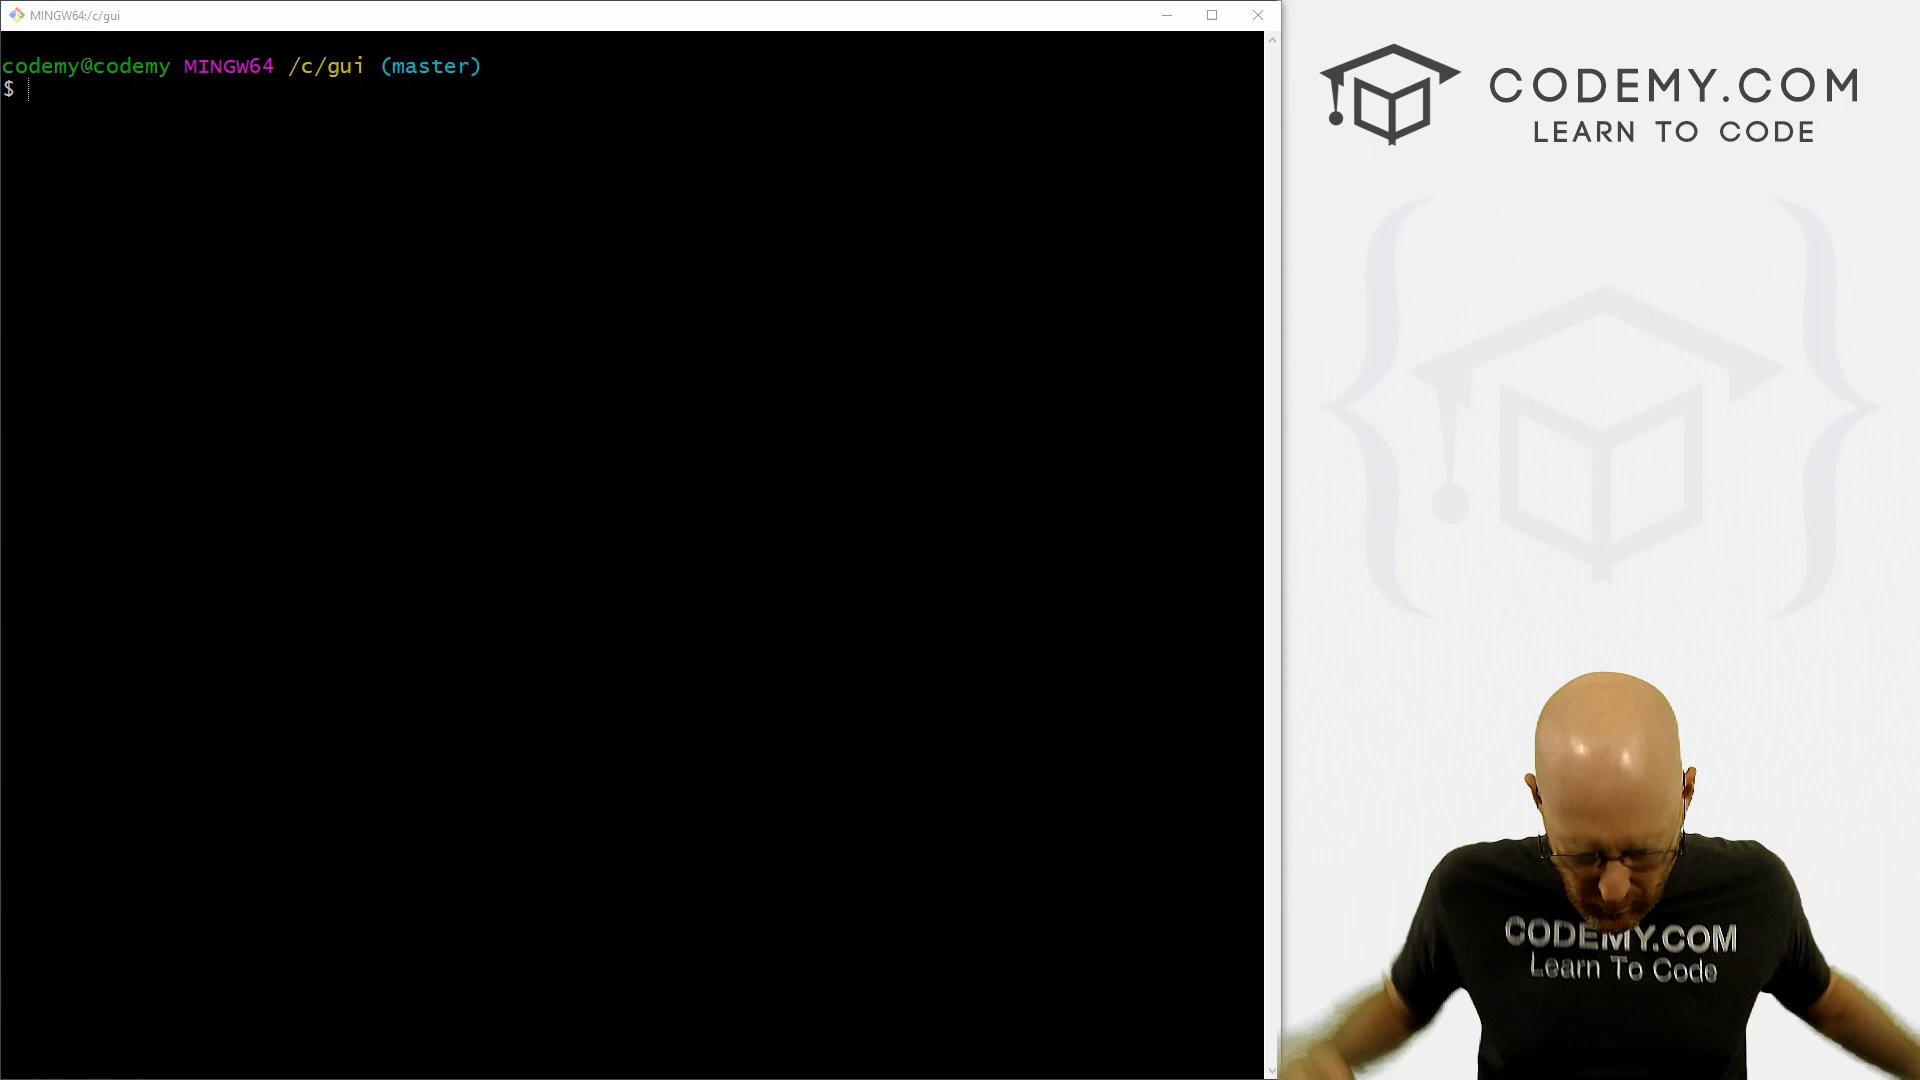 MINGW64:/c/gui
codemy@codemy MINGW64 /c/gui (master)
$
CODEMY.COM
LEARN TO CODE
CODEMY.COM
Learn To Code